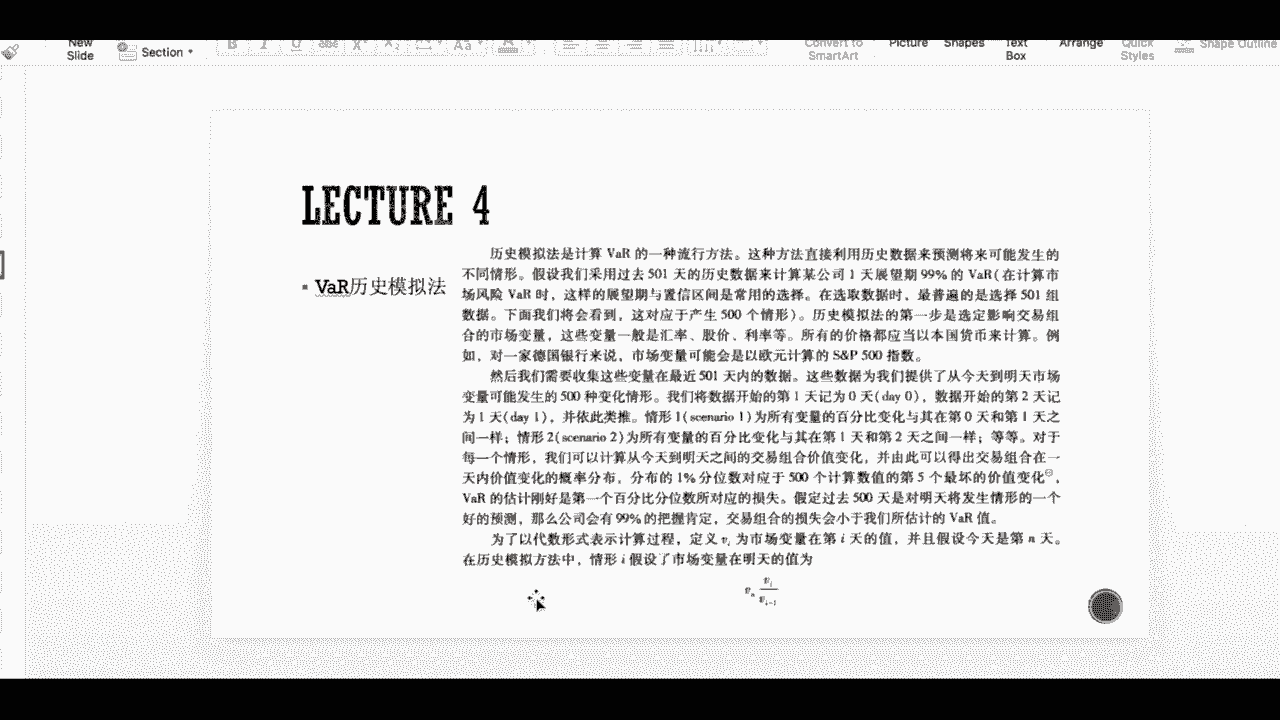 New
Slide
Section
B I U abc X² X₂ Aa A
Convert to
SmartArt
Picture
Shapes
Text
Box
Arrange
Quick
Styles
Shape Outline
LECTURE 4
▪ VaR历史模拟法
历史模拟法是计算 VaR 的一种流行方法。这种方法直接利用历史数据来预测将来可能发生的
不同情形。假设我们采用过去 501 天的历史数据来计算某公司 1 天展望期 99% 的 VaR(在计算市
场风险 VaR 时，这样的展望期与置信区间是常用的选择。在选取数据时，最普遍的是选择 501 组
数据。下面我们将会看到，这对应于产生 500 个情形)。历史模拟法的第一步是选定影响交易组
合的市场变量，这些变量一般是汇率、股价、利率等。所有的价格都应当以本国货币来计算。例
如，对一家德国银行来说，市场变量可能会是以欧元计算的 S&P 500 指数。
然后我们需要收集这些变量在最近 501 天内的数据。这些数据为我们提供了从今天到明天市场
变量可能发生的 500 种变化情形。我们将数据开始的第 1 天记为 0 天(day 0)，数据开始的第 2 天记
为 1 天(day 1)，并依此类推。情形 1(scenario 1)为所有变量的百分比变化与其在第 0 天和第 1 天之
间一样；情形 2(scenario 2)为所有变量的百分比变化与其在第 1 天和第 2 天之间一样；等等。对于
每一个情形，我们可以计算从今天到明天之间的交易组合价值变化，并由此可以得出交易组合在一
天内价值变化的概率分布，分布的 1% 分位数对应于 500 个计算数值的第 5 个最坏的价值变化㊀，
VaR 的估计刚好是第一个百分比分位数所对应的损失。假定过去 500 天是对明天将发生情形的一个
好的预测，那么公司会有 99% 的把握肯定，交易组合的损失会小于我们所估计的 VaR 值。
为了以代数形式表示计算过程，定义 vᵢ 为市场变量在第 i 天的值，并且假设今天是第 n 天。
在历史模拟方法中，情形 i 假设了市场变量在明天的值为
vₙ vᵢ / vᵢ₋₁